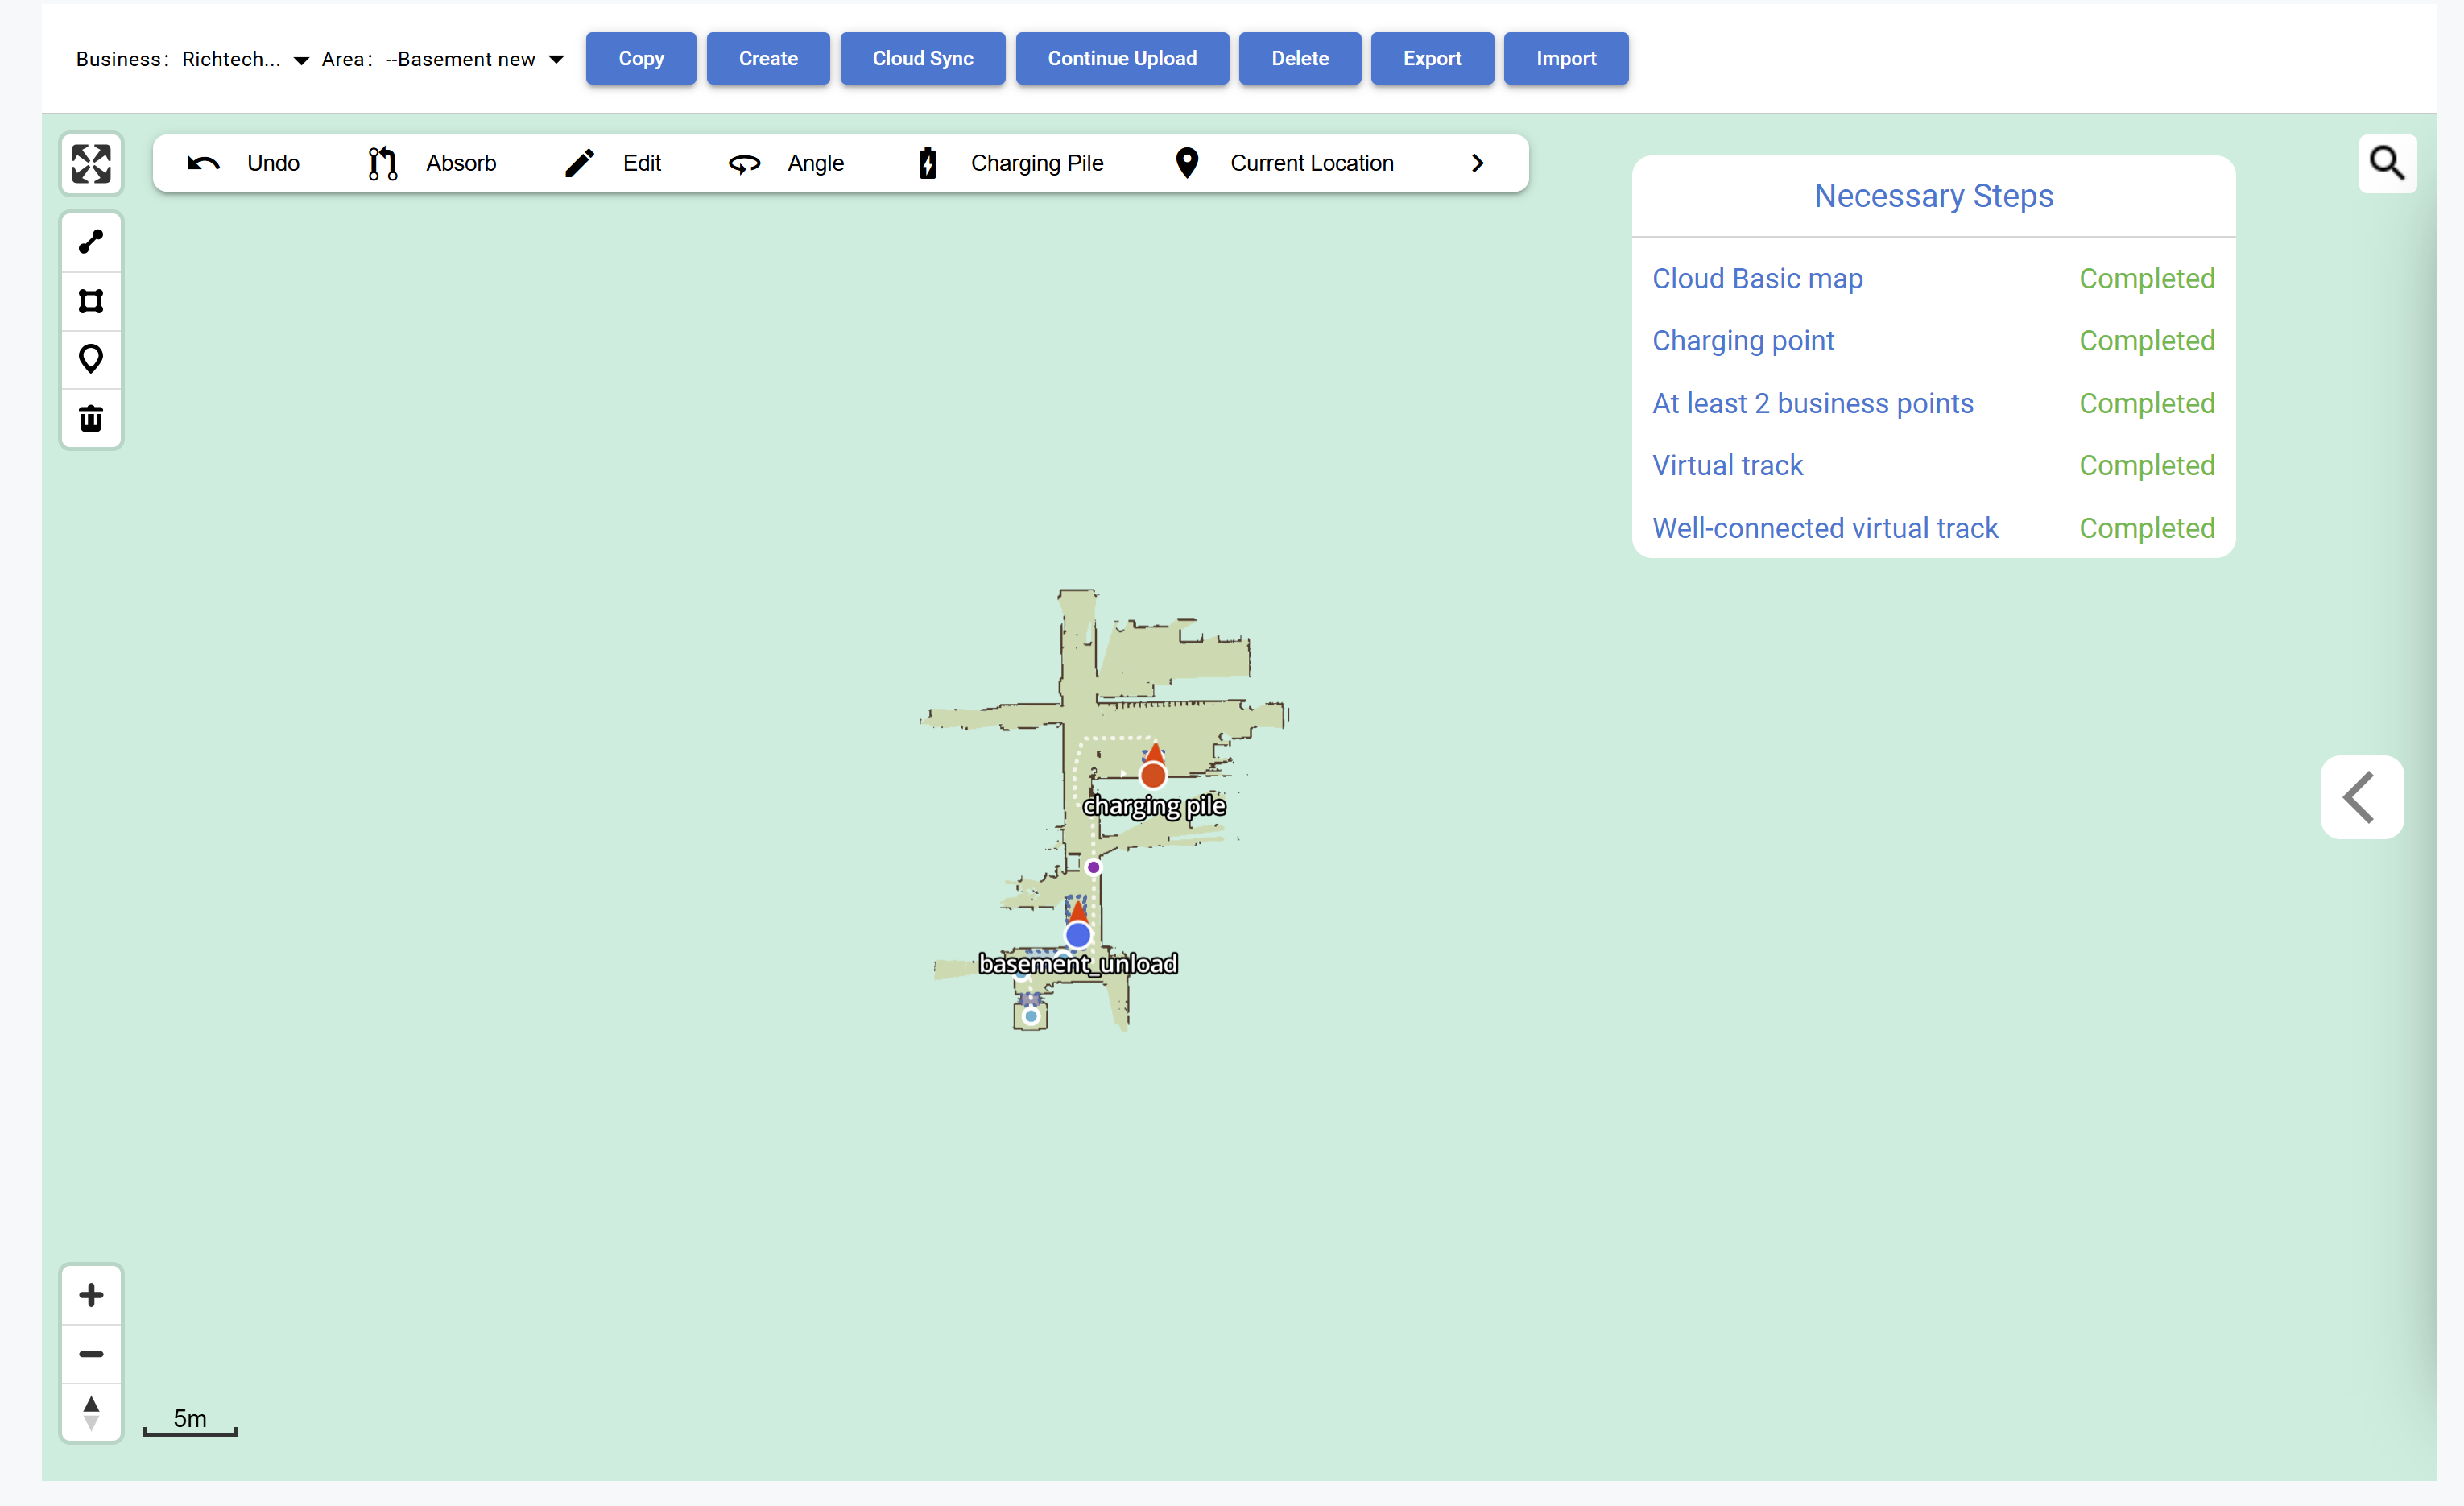 Business: Richtech... Area: --Basement new Copy Create Cloud Sync Continue Upload Delete Export Import
Undo Absorb Edit Angle Charging Pile Current Location
Necessary Steps
Cloud Basic map Completed
Charging point Completed
At least 2 business points Completed
Virtual track Completed
Well-connected virtual track Completed
charging pile
basement_unload
5m